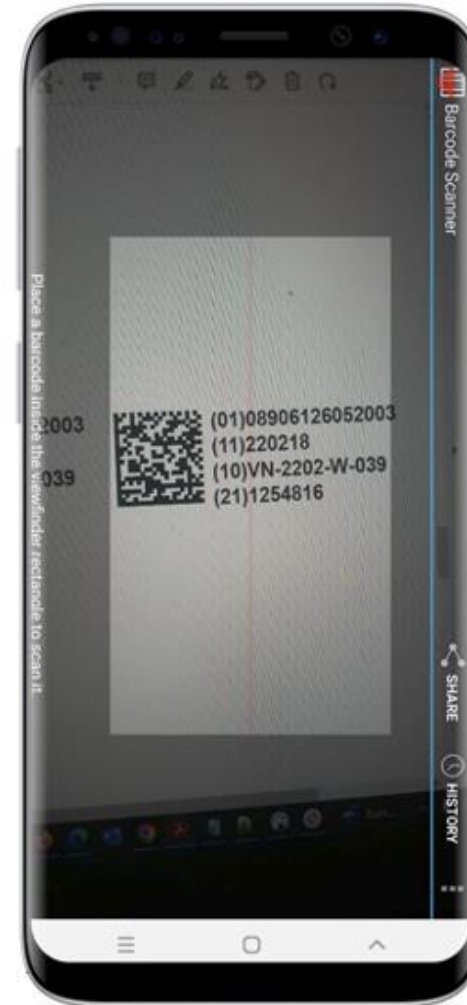 Barcode Scanner
SHARE
HISTORY
2003
039
(01)08906126052003
(11)220218
(10)VN-2202-W-039
(21)1254816
Place a barcode inside the viewfinder rectangle to scan it.